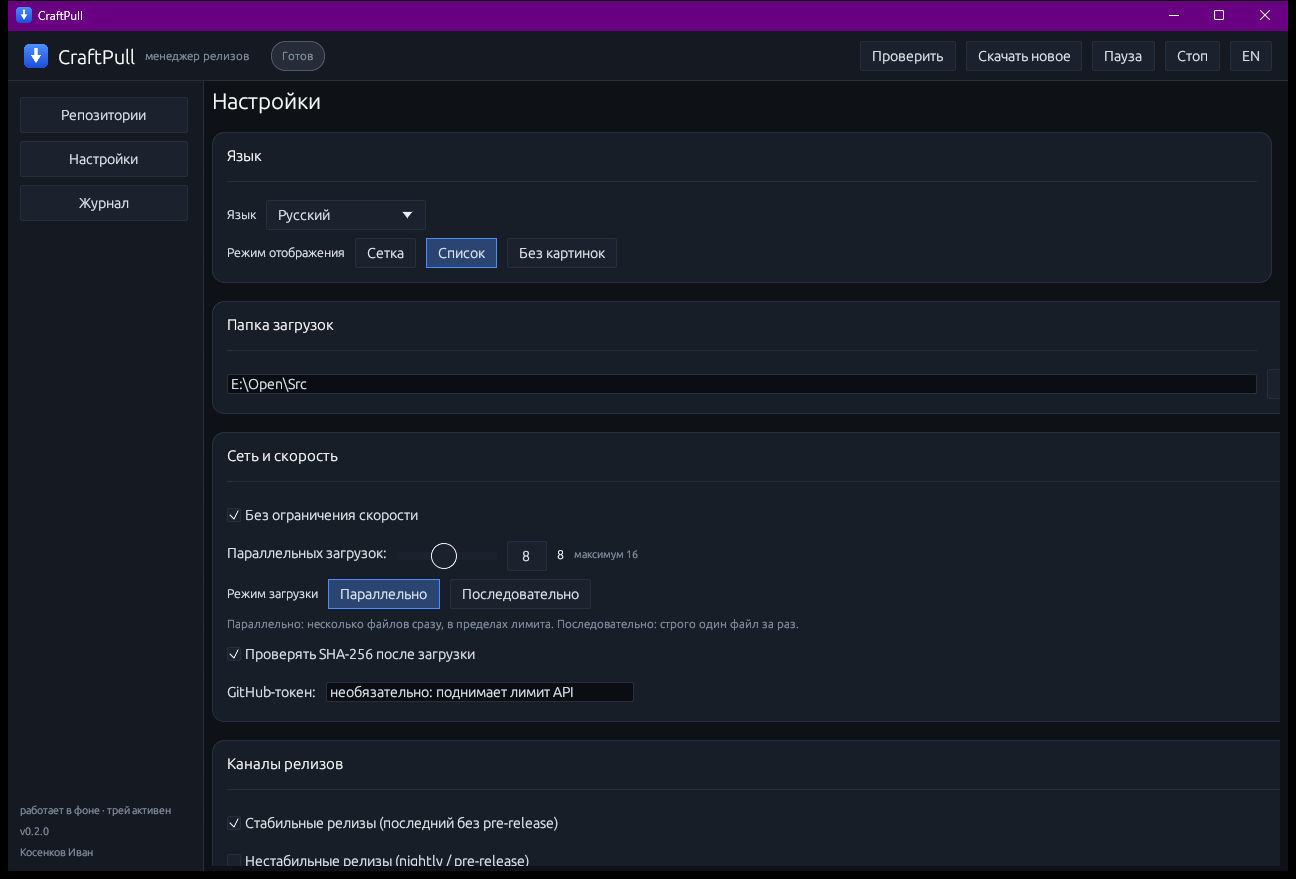 CraftPull
CraftPull менеджер релизов Готов Проверить Скачать новое Пауза Стоп EN
Репозитории
Настройки
Журнал
Настройки
Язык
Язык Русский
Режим отображения Сетка Список Без картинок
Папка загрузок
E:\Open\Src
Сеть и скорость
Без ограничения скорости
Параллельных загрузок: 8 8 максимум 16
Режим загрузки Параллельно Последовательно
Параллельно: несколько файлов сразу, в пределах лимита. Последовательно: строго один файл за раз.
Проверять SHA-256 после загрузки
GitHub-токен: необязательно: поднимает лимит API
Каналы релизов
Стабильные релизы (последний без pre-release)
Нестабильные релизы (nightly / pre-release)
работает в фоне · трей активен
v0.2.0
Косенков Иван